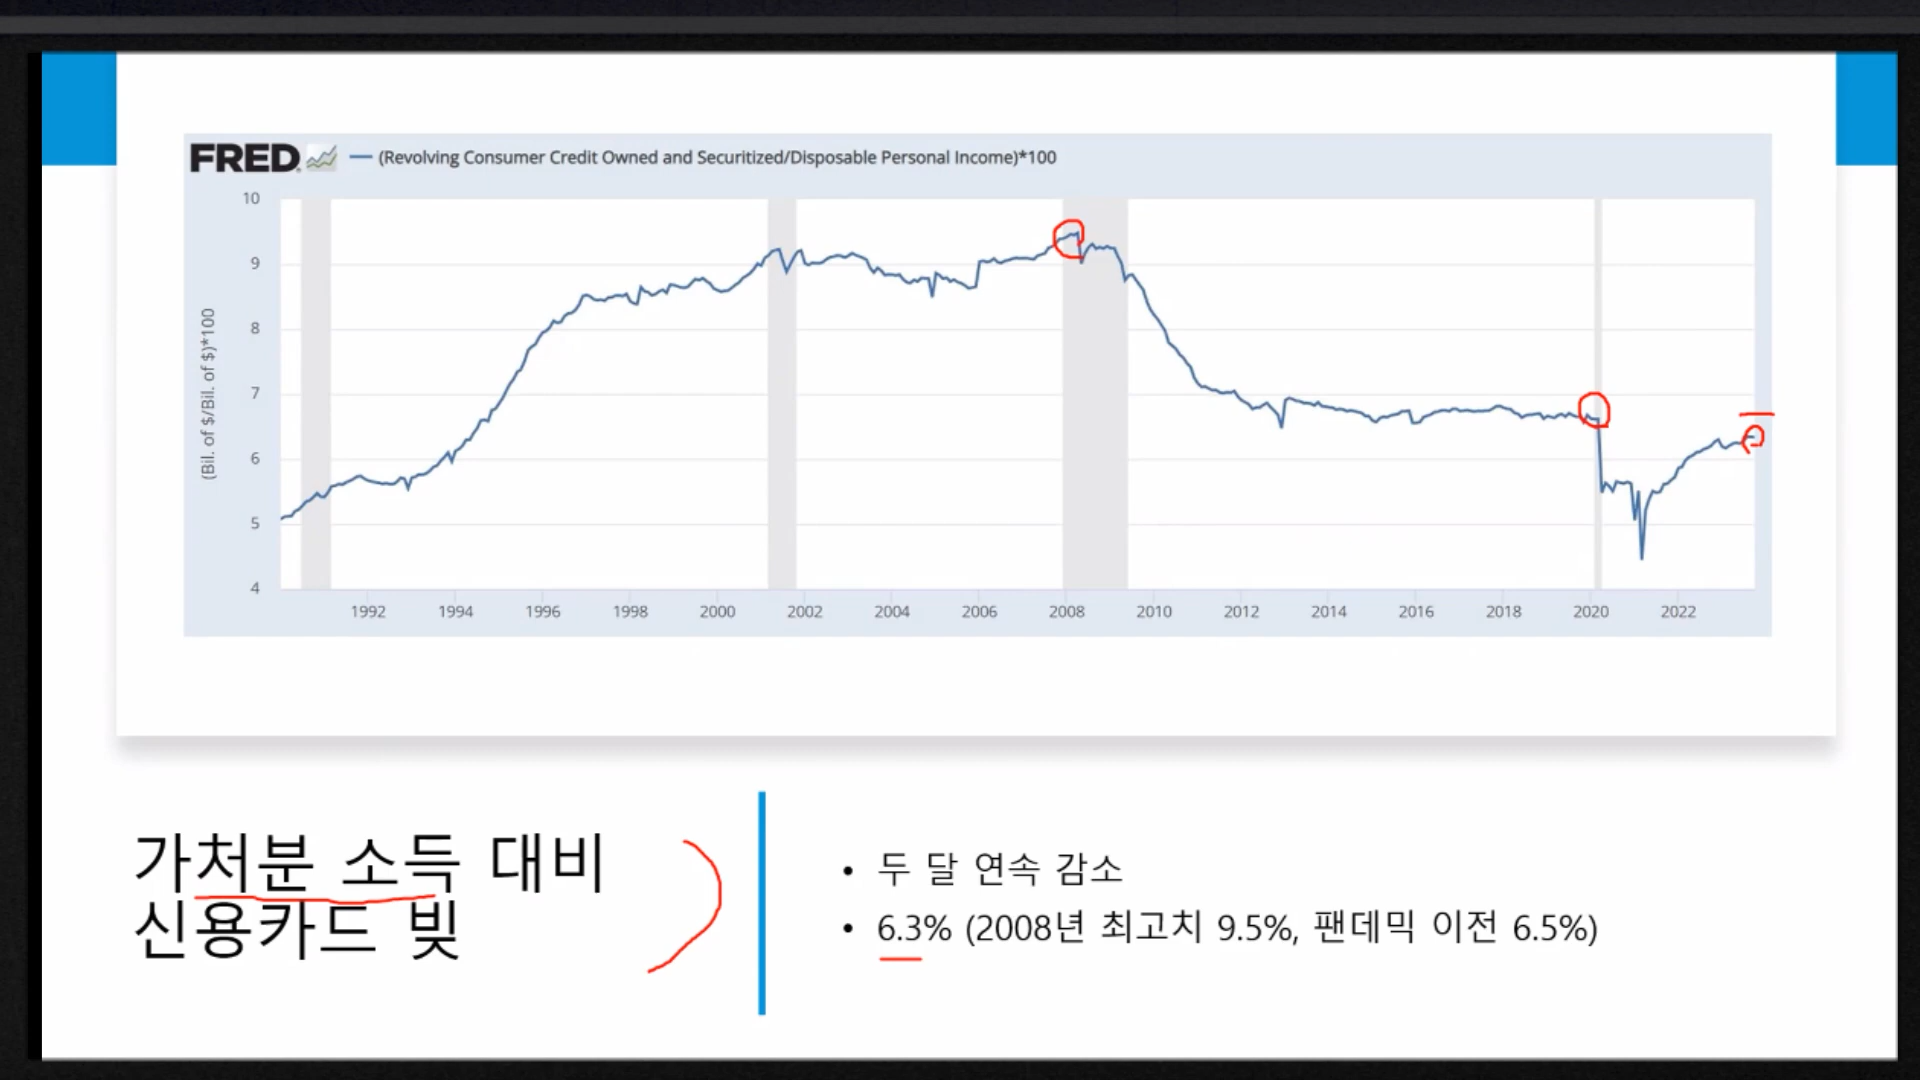 FRED
(Revolving Consumer Credit Owned and Securitized/Disposable Personal Income)*100
(Bil. of $/Bil. of $)*100
10
9
8
7
6
5
4
1992 1994 1996 1998 2000 2002 2004 2006 2008 2010 2012 2014 2016 2018 2020 2022
가처분 소득 대비
신용카드 빚
• 두 달 연속 감소
• 6.3% (2008년 최고치 9.5%, 팬데믹 이전 6.5%)